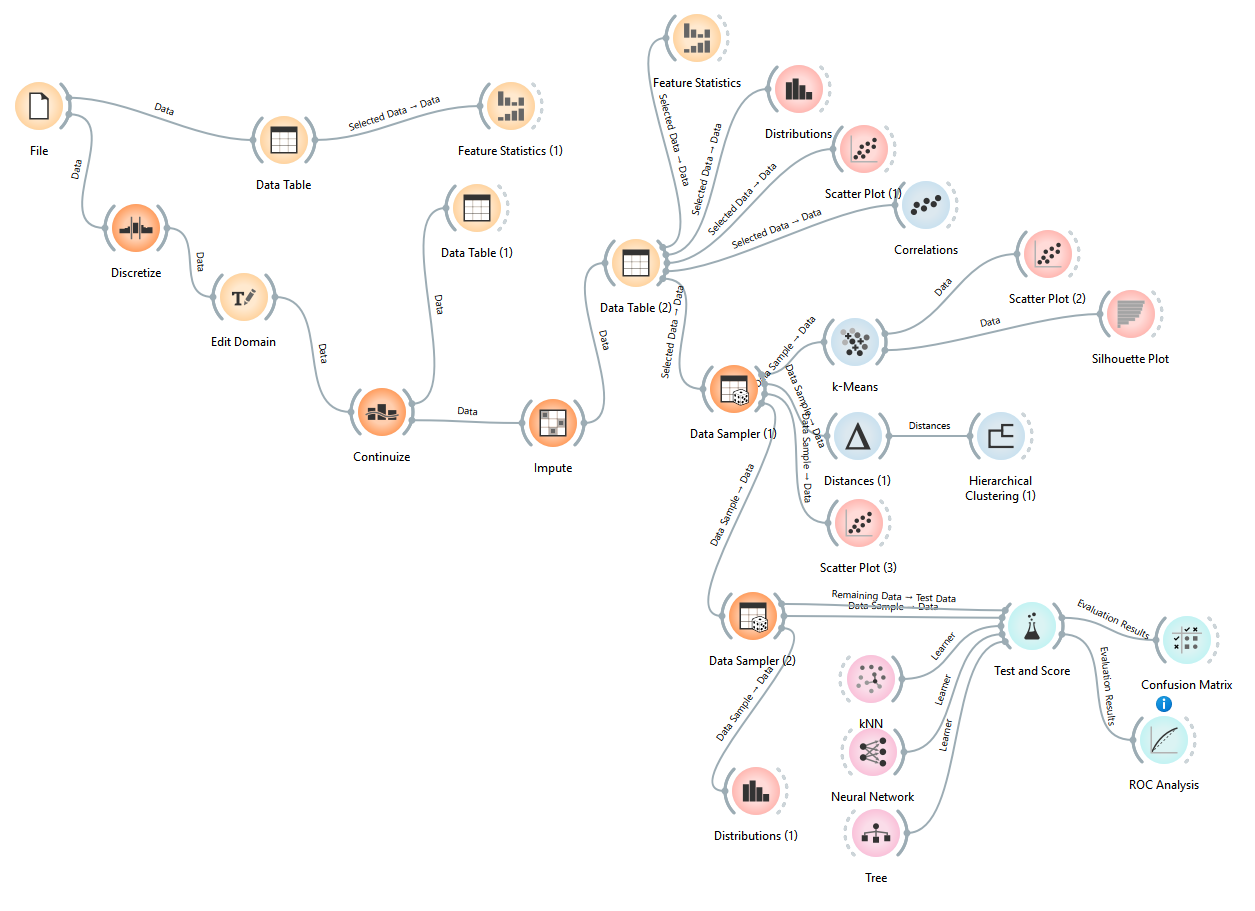 Feature Statistics
File
Data
Data Table
Selected Data → Data
Feature Statistics (1)
Data
Discretize
Data
Edit Domain
Data
Continuize
Data
Data Table (1)
Data
Impute
Data
Data Table (2)
Selected Data → Data
Selected Data → Data
Distributions
Selected Data → Data
Scatter Plot (1)
Selected Data → Data
Correlations
Selected Data → Data
Data Sampler (1)
Data Sample → Data
k-Means
Data
Scatter Plot (2)
Data
Silhouette Plot
Data Sample → Data
Distances (1)
Distances
Hierarchical
Clustering (1)
Data Sample → Data
Scatter Plot (3)
Data Sample → Data
Data Sampler (2)
Remaining Data → Test Data
Data Sample → Data
Test and Score
Learner
kNN
Learner
Neural Network
Learner
Tree
Evaluation Results
Confusion Matrix
Evaluation Results
i
ROC Analysis
Data Sample → Data
Distributions (1)